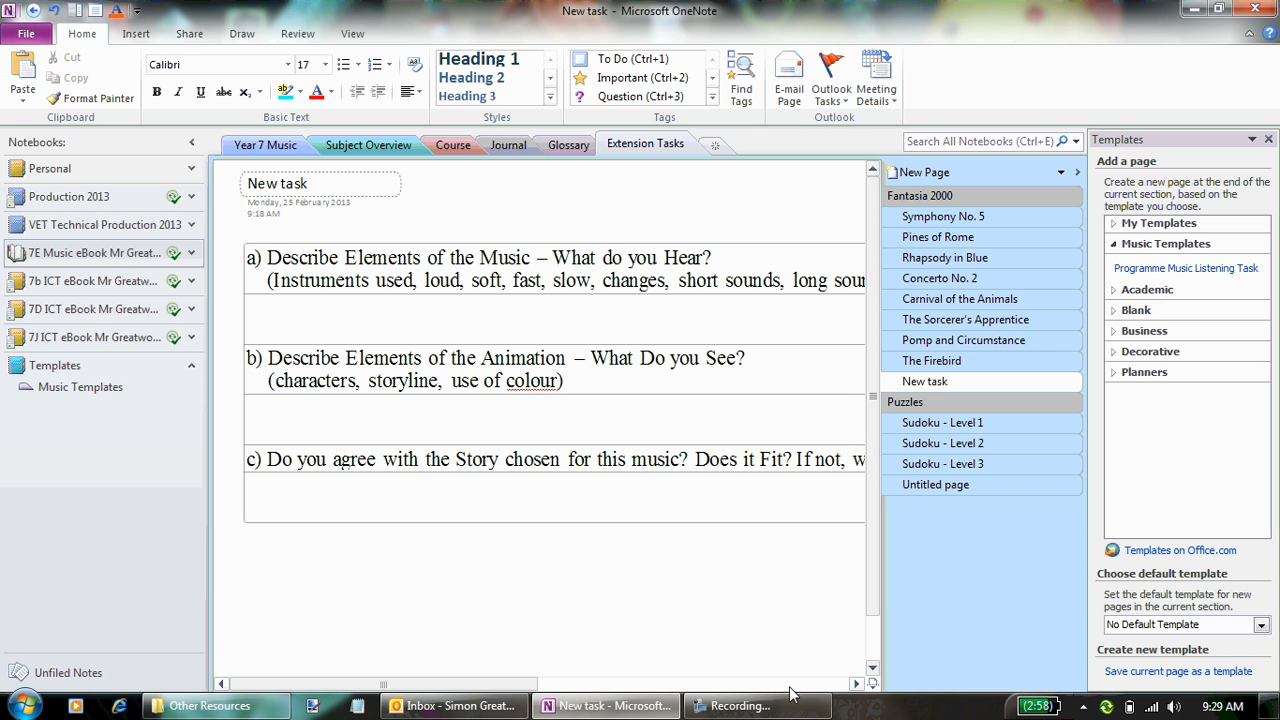 New task - Microsoft OneNote
File Home Insert Share Draw Review View
Paste
Cut
Copy
Format Painter
Clipboard
Calibri 17
B I U abc X₂ A
Basic Text
Heading 1
Heading 2
Heading 3
Styles
To Do (Ctrl+1)
Important (Ctrl+2)
Question (Ctrl+3)
Tags
Find
Tags
E-mail
Page
Outlook
Tasks
Meeting
Details
Outlook
Notebooks:
Personal
Production 2013
VET Technical Production 2013
7E Music eBook Mr Great...
7b ICT eBook Mr Greatw...
7D ICT eBook Mr Greatw...
7J ICT eBook Mr Greatwo...
Templates
Music Templates
Unfiled Notes
Year 7 Music Subject Overview Course Journal Glossary Extension Tasks
Search All Notebooks (Ctrl+E)
New task
Monday, 25 February 2013
9:18 AM
a) Describe Elements of the Music – What do you Hear?
(Instruments used, loud, soft, fast, slow, changes, short sounds, long sour
b) Describe Elements of the Animation – What Do you See?
(characters, storyline, use of colour)
c) Do you agree with the Story chosen for this music? Does it Fit? If not, w
New Page
Fantasia 2000
Symphony No. 5
Pines of Rome
Rhapsody in Blue
Concerto No. 2
Carnival of the Animals
The Sorcerer's Apprentice
Pomp and Circumstance
The Firebird
New task
Puzzles
Sudoku - Level 1
Sudoku - Level 2
Sudoku - Level 3
Untitled page
Templates
Add a page
Create a new page at the end of the
current section, based on the
template you choose.
My Templates
Music Templates
Programme Music Listening Task
Academic
Blank
Business
Decorative
Planners
Templates on Office.com
Choose default template
Set the default template for new
pages in the current section.
No Default Template
Create new template
Save current page as a template
Other Resources
Inbox - Simon Great...
New task - Microsoft...
Recording...
(2:58)
9:29 AM